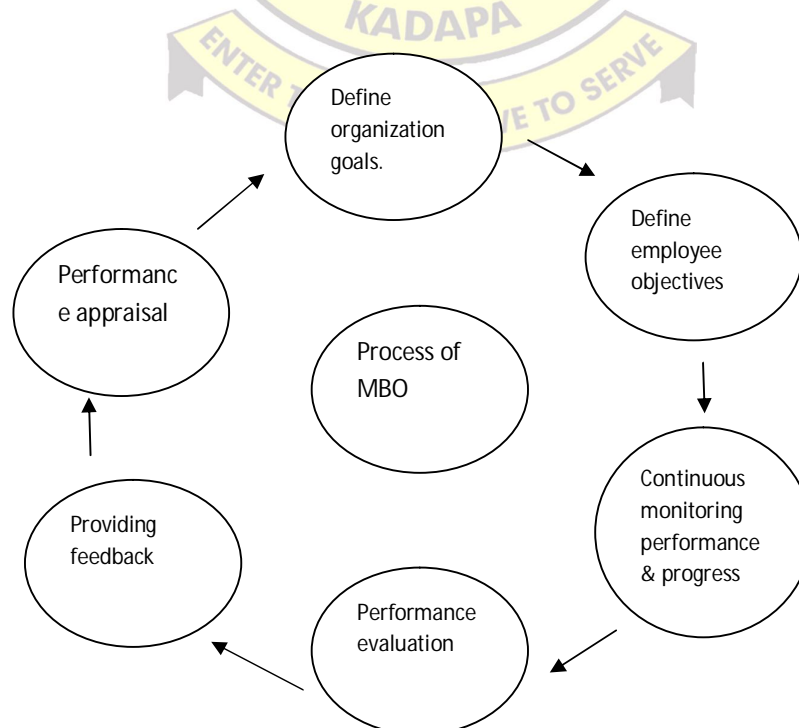 KADAPA
ENTER T
VE TO SERVE
Define
organization
goals.
Define
employee
objectives
Performanc
e appraisal
Process of
MBO
Continuous
monitoring
performance
& progress
Providing
feedback
Performance
evaluation